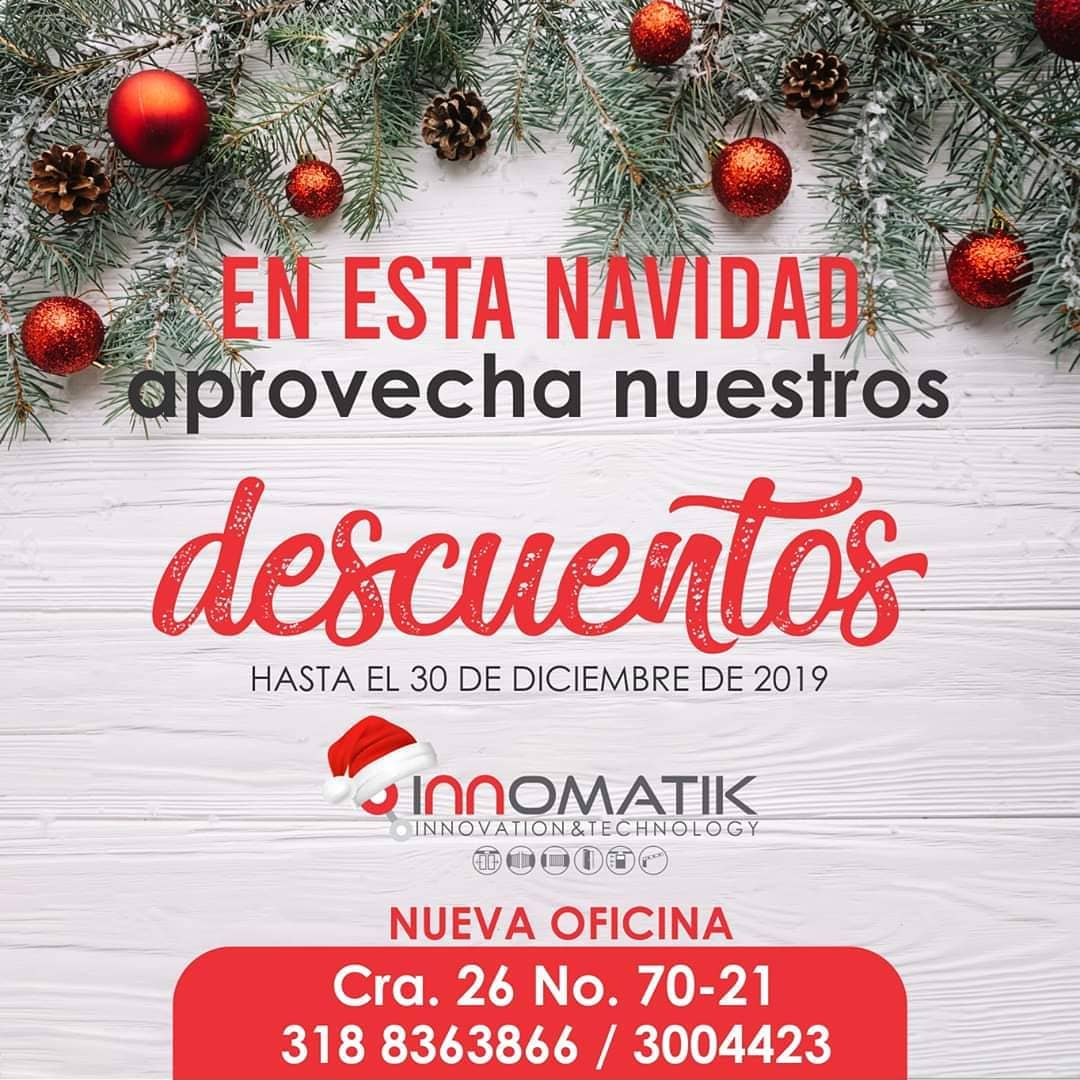 EN ESTA NAVIDAD
aprovecha nuestros
descuentos
HASTA EL 30 DE DICIEMBRE DE 2019
INNOMATIK
INNOVATION&TECHNOLOGY
NUEVA OFICINA
Cra. 26 No. 70-21
318 8363866 / 3004423